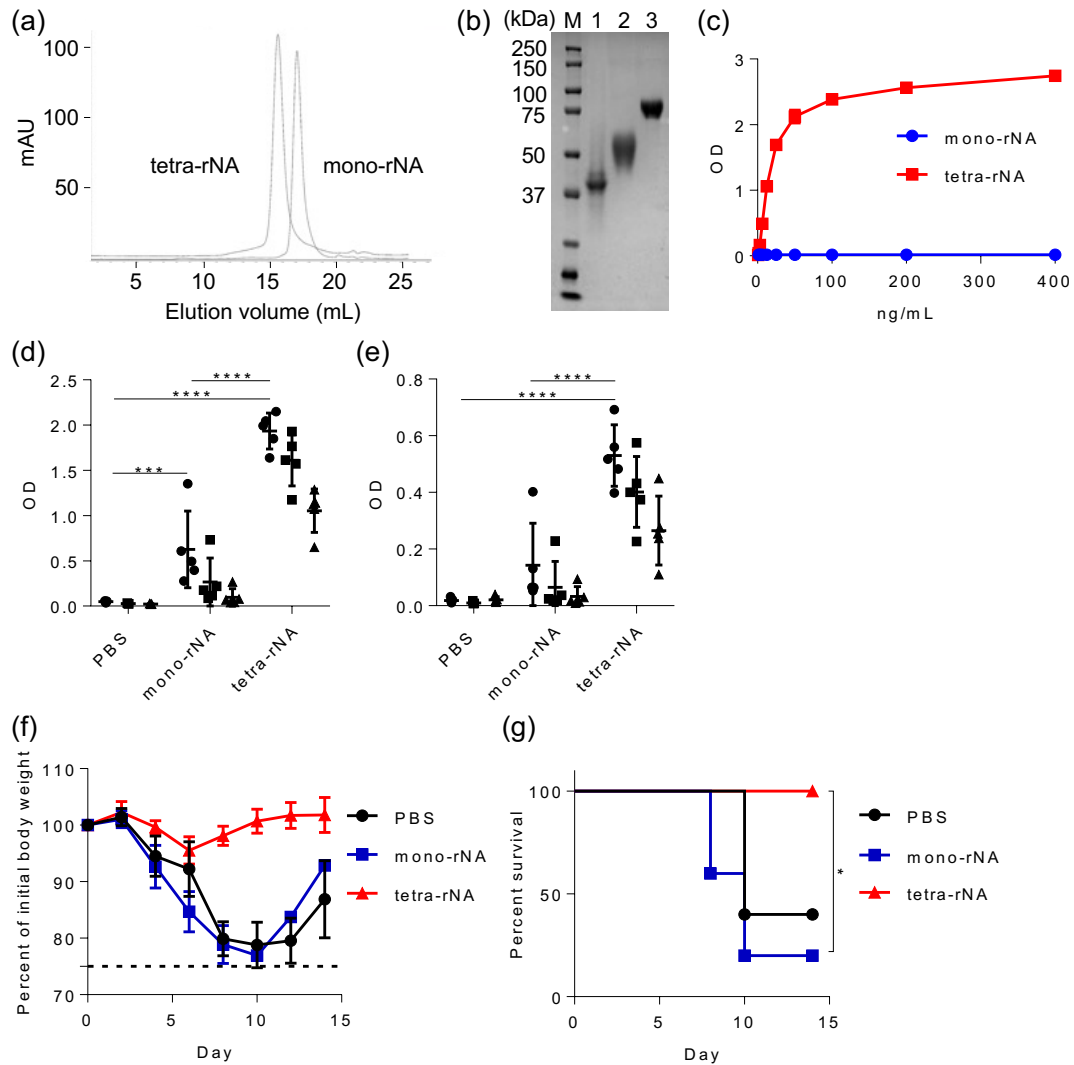 (a)
100
100
50
mAU
tetra-rNA
mono-rNA
5
10
15
20
25
Elution volume (mL)
(b)
(kDa) M 1 2 3
250
150
100
75
50
37
(c)
3
2
1
0
OD
mono-rNA
tetra-rNA
0
100
200
300
400
ng/mL
(d)
2.5
2.0
1.5
1.0
0.5
0.0
OD
****
****
***
PBS
mono-rNA
tetra-rNA
(e)
0.8
0.6
0.4
0.2
0.0
OD
****
****
PBS
mono-rNA
tetra-rNA
(f)
110
100
90
80
70
Percent of initial body weight
0
5
10
15
Day
PBS
mono-rNA
tetra-rNA
(g)
100
50
0
Percent survival
0
5
10
15
Day
*
PBS
mono-rNA
tetra-rNA